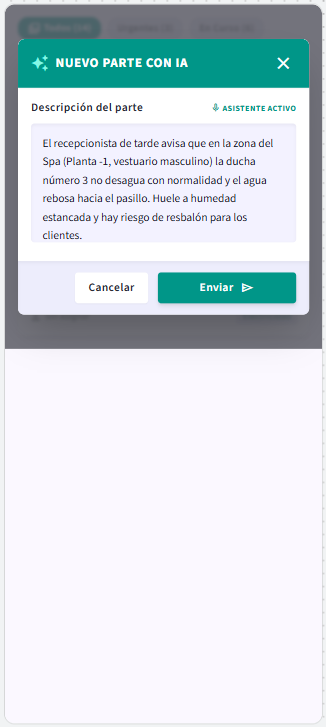 NUEVO PARTE CON IA
Descripción del parte
ASISTENTE ACTIVO
El recepcionista de tarde avisa que en la zona del
Spa (Planta -1, vestuario masculino) la ducha
número 3 no desagua con normalidad y el agua
rebosa hacia el pasillo. Huele a humedad
estancada y hay riesgo de resbalón para los
clientes.
Cancelar
Enviar